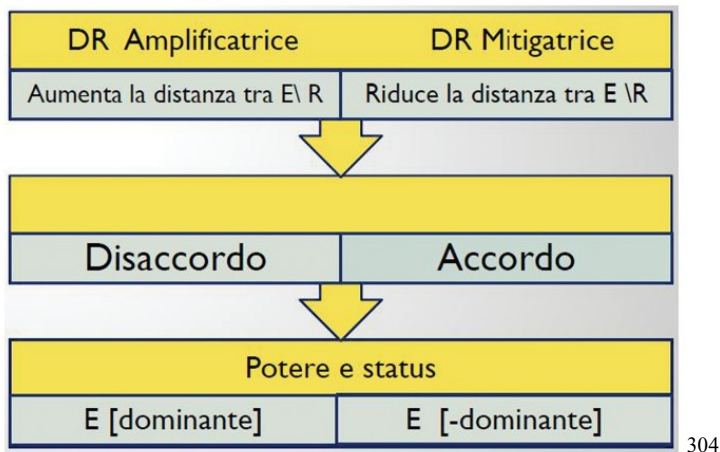 DR Amplificatrice DR Mitigatrice
Aumenta la distanza tra E\ R Riduce la distanza tra E \R
Disaccordo Accordo
Potere e status
E [dominante] E [-dominante]
304